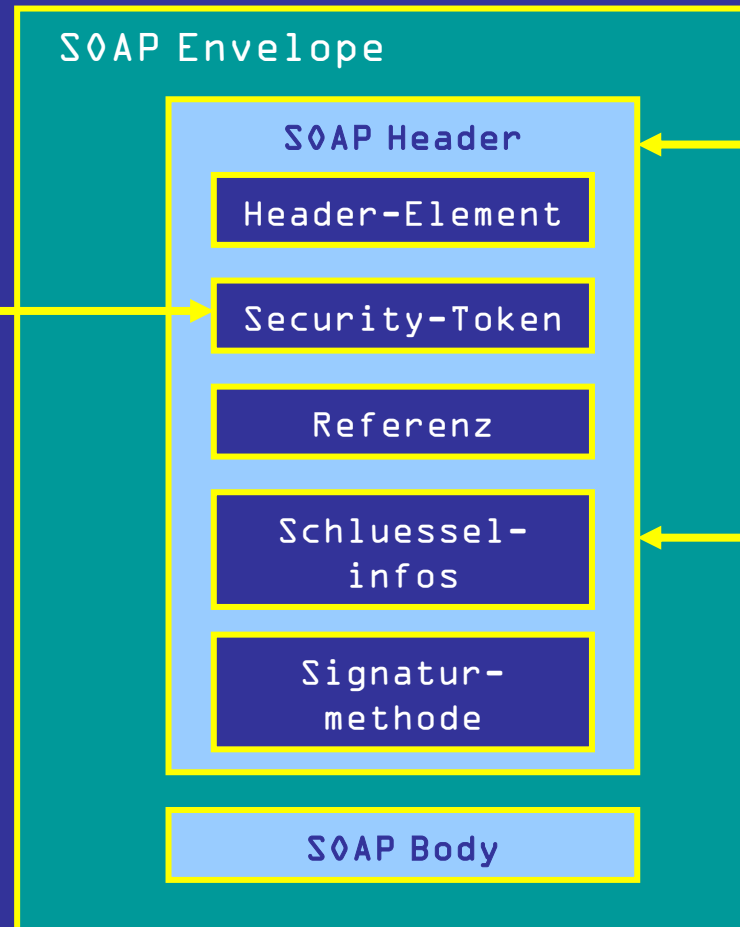 SOAP Envelope
SOAP Header
Header-Element
Security-Token
Referenz
Schluessel-
infos
Signatur-
methode
SOAP Body